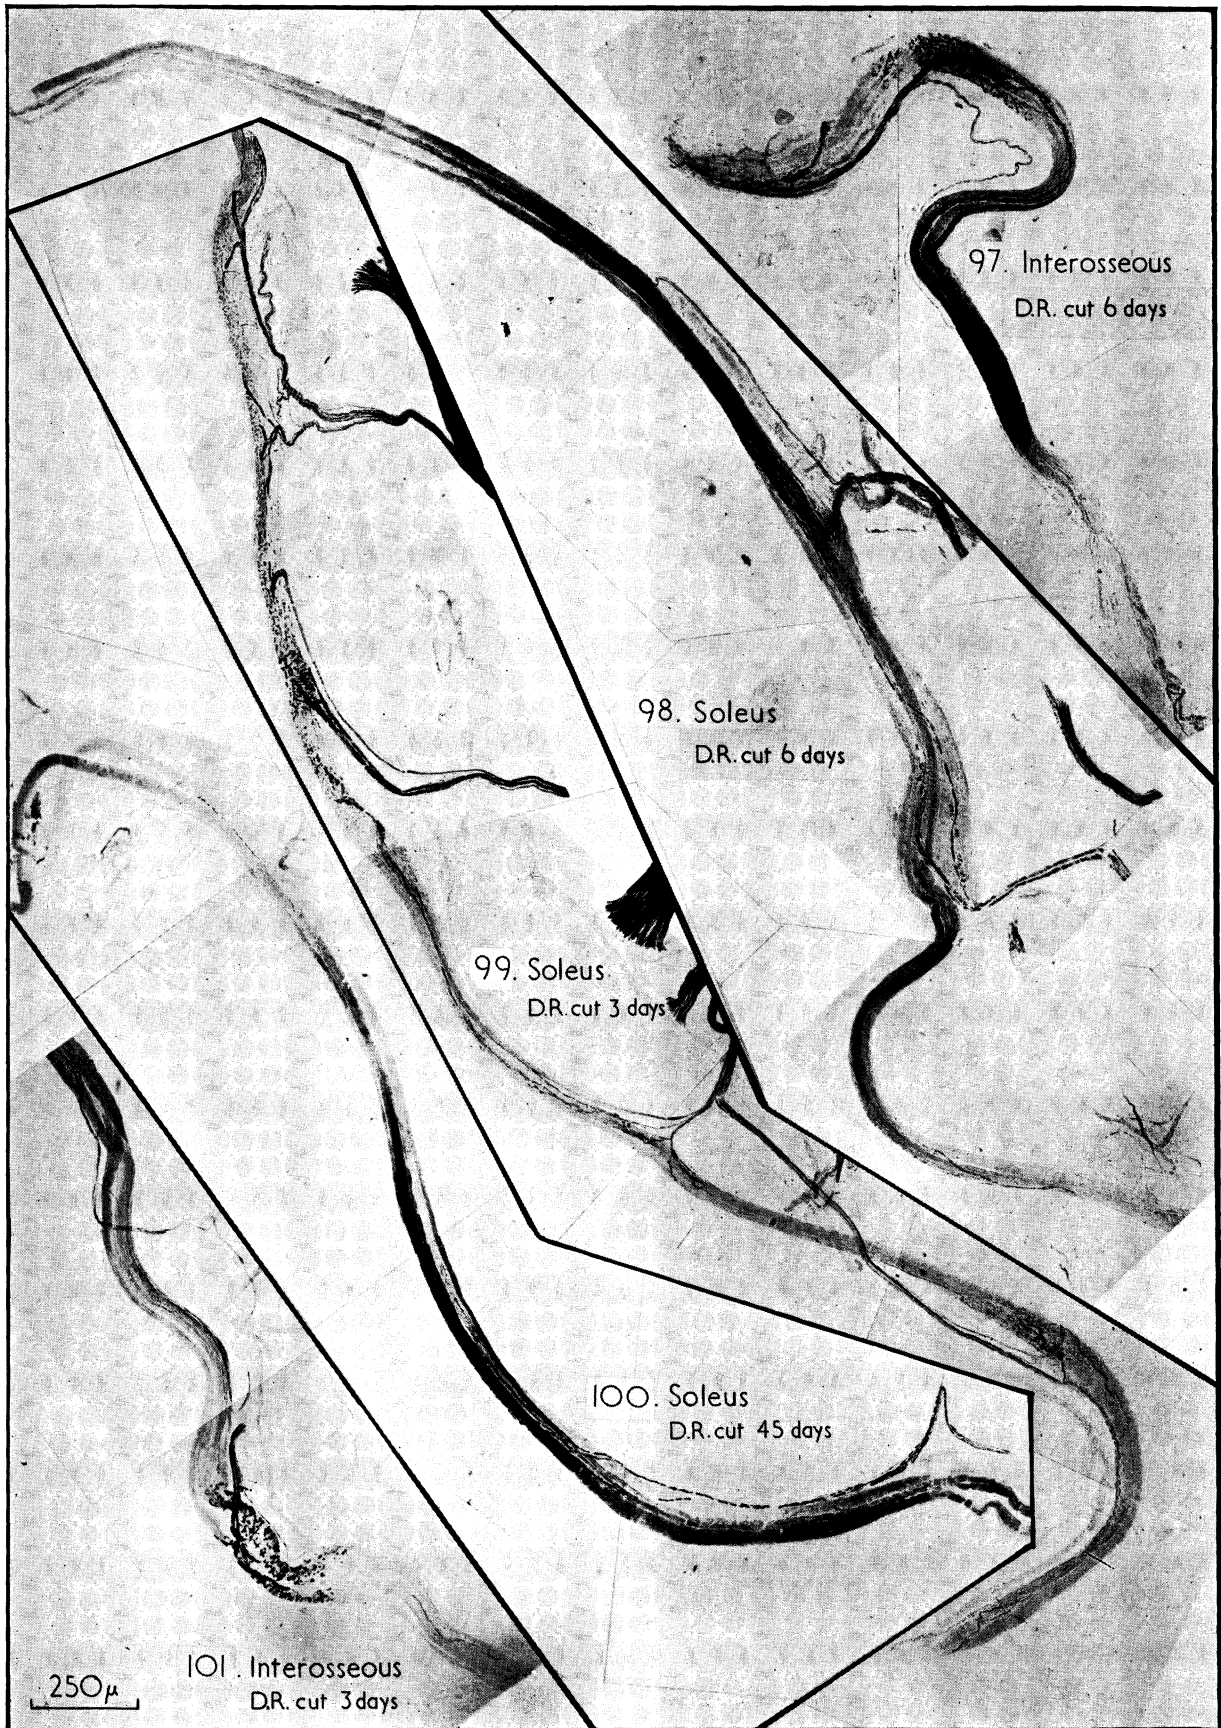 97. Interosseous
D.R. cut 6 days
98. Soleus
D.R. cut 6 days
99. Soleus
D.R. cut 3 days
100. Soleus
D.R. cut 45 days
101. Interosseous
D.R. cut 3 days
250μ